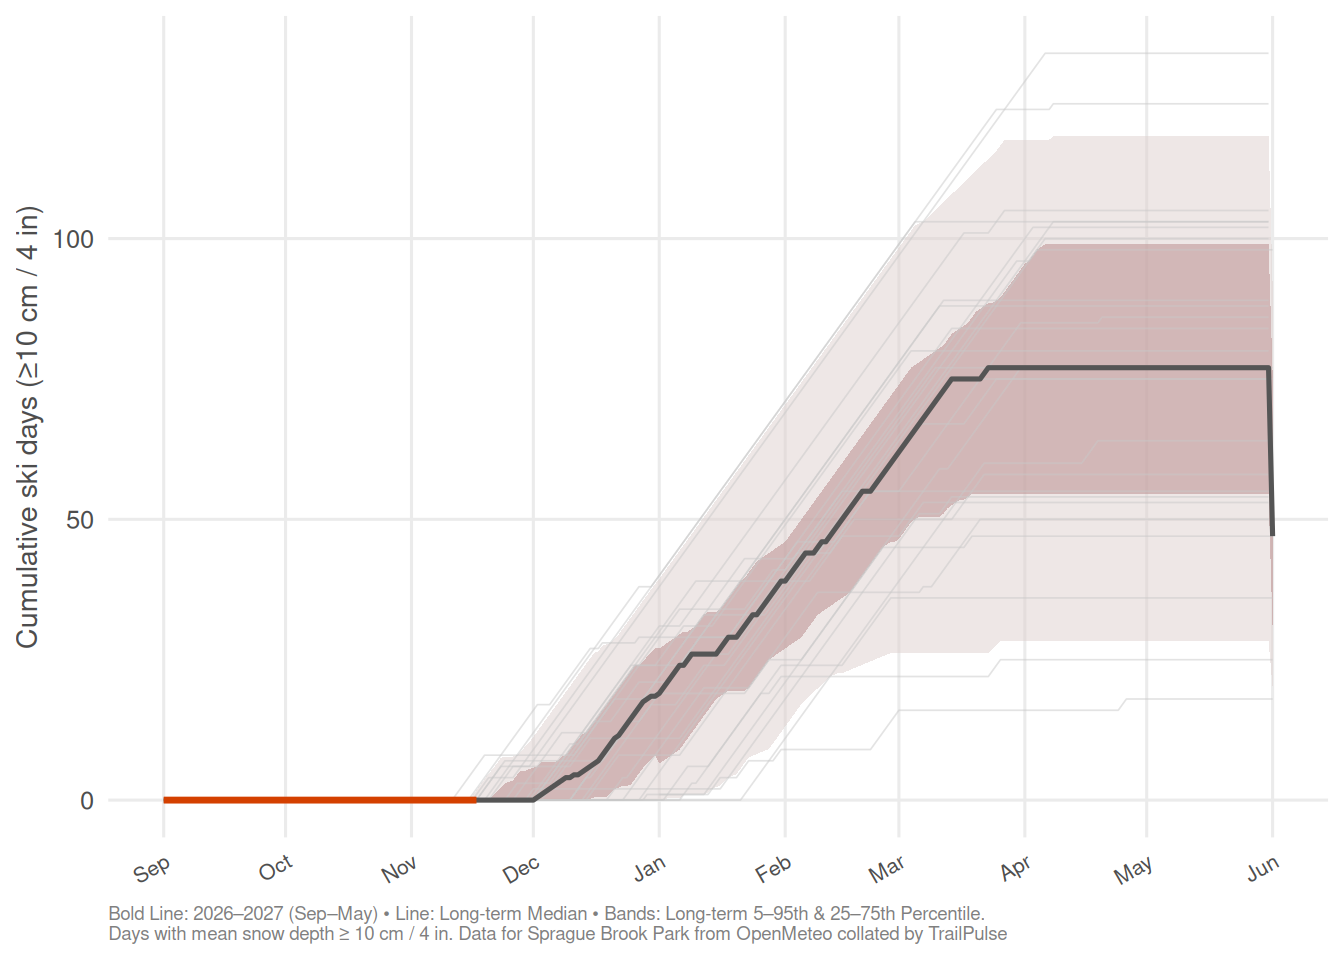 Cumulative ski days (≥10 cm / 4 in)
100
50
0
Sep
Oct
Nov
Dec
Jan
Feb
Mar
Apr
May
Jun
Bold Line: 2026–2027 (Sep–May) • Line: Long-term Median • Bands: Long-term 5–95th & 25–75th Percentile.
Days with mean snow depth ≥ 10 cm / 4 in. Data for Sprague Brook Park from OpenMeteo collated by TrailPulse